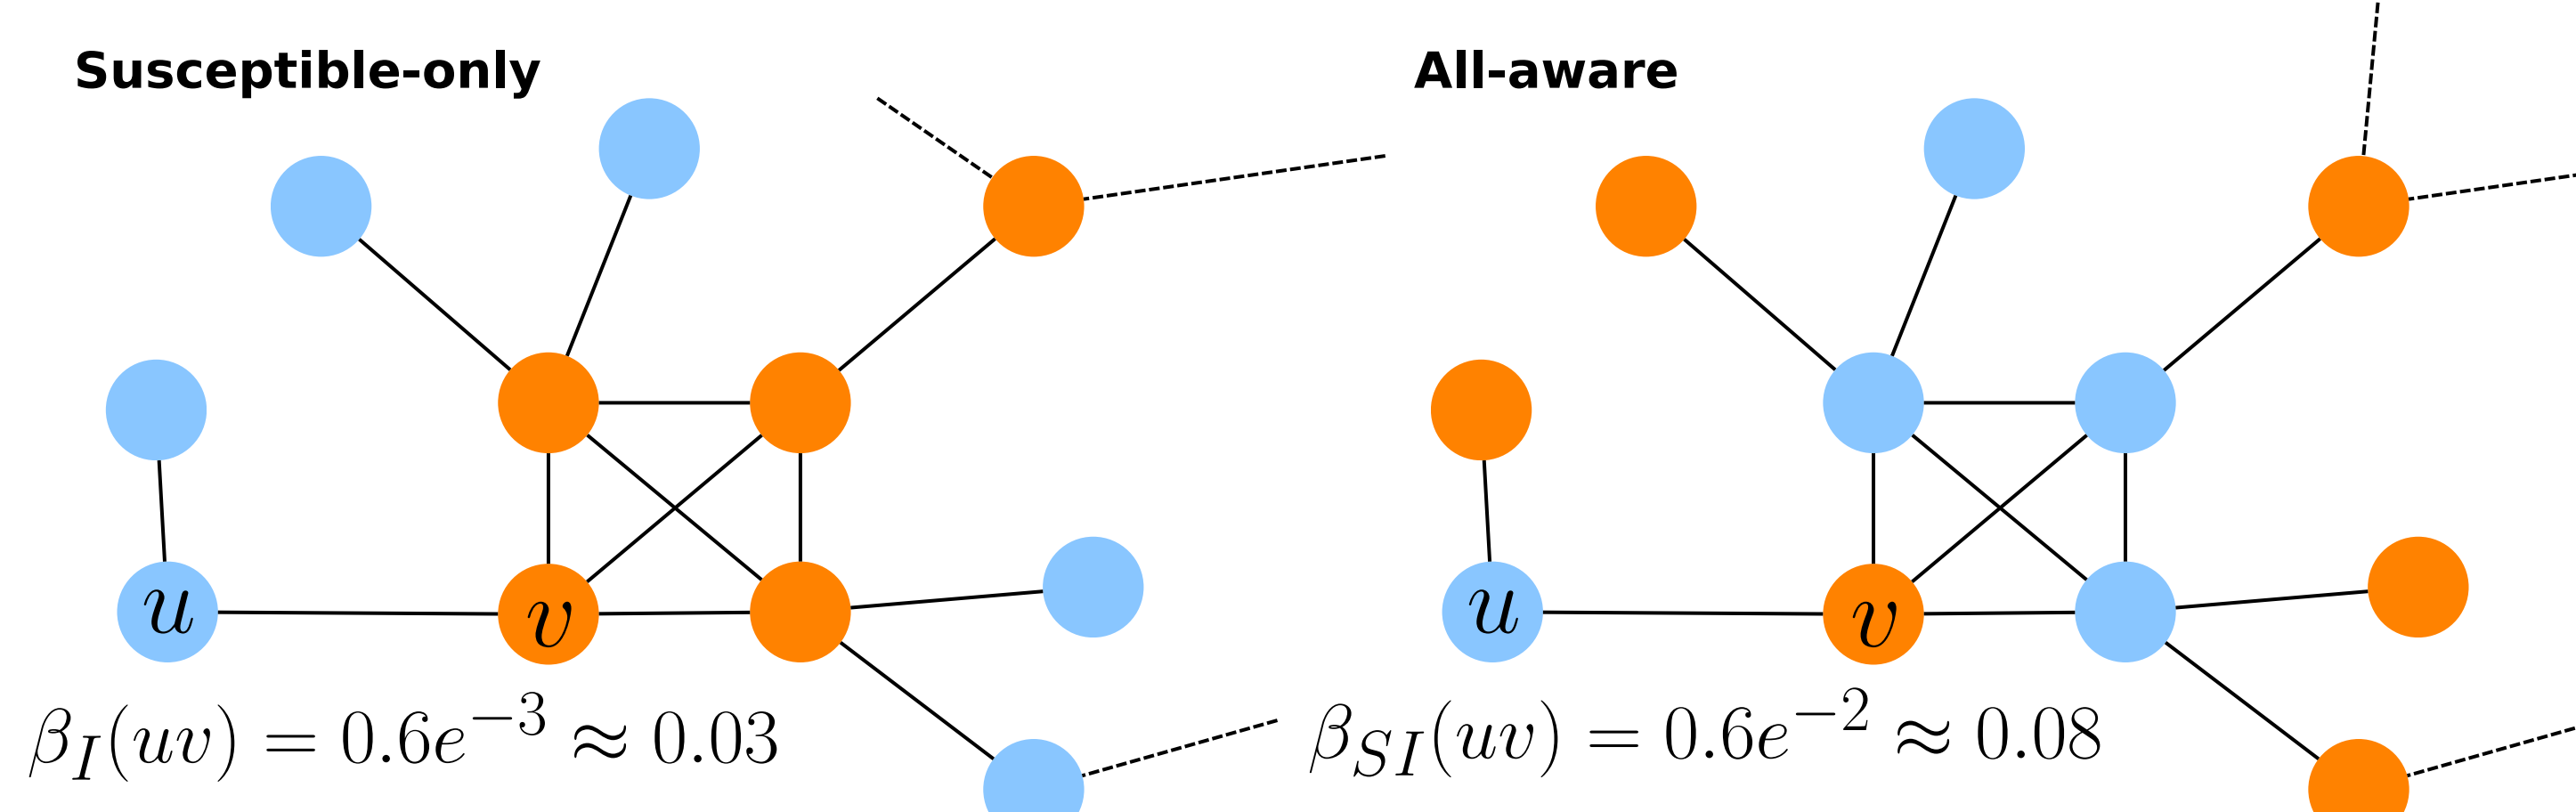 Susceptible-only
u
v
β_I(uv) = 0.6e^{−3} ≈ 0.03
All-aware
u
v
β_{SI}(uv) = 0.6e^{−2} ≈ 0.08